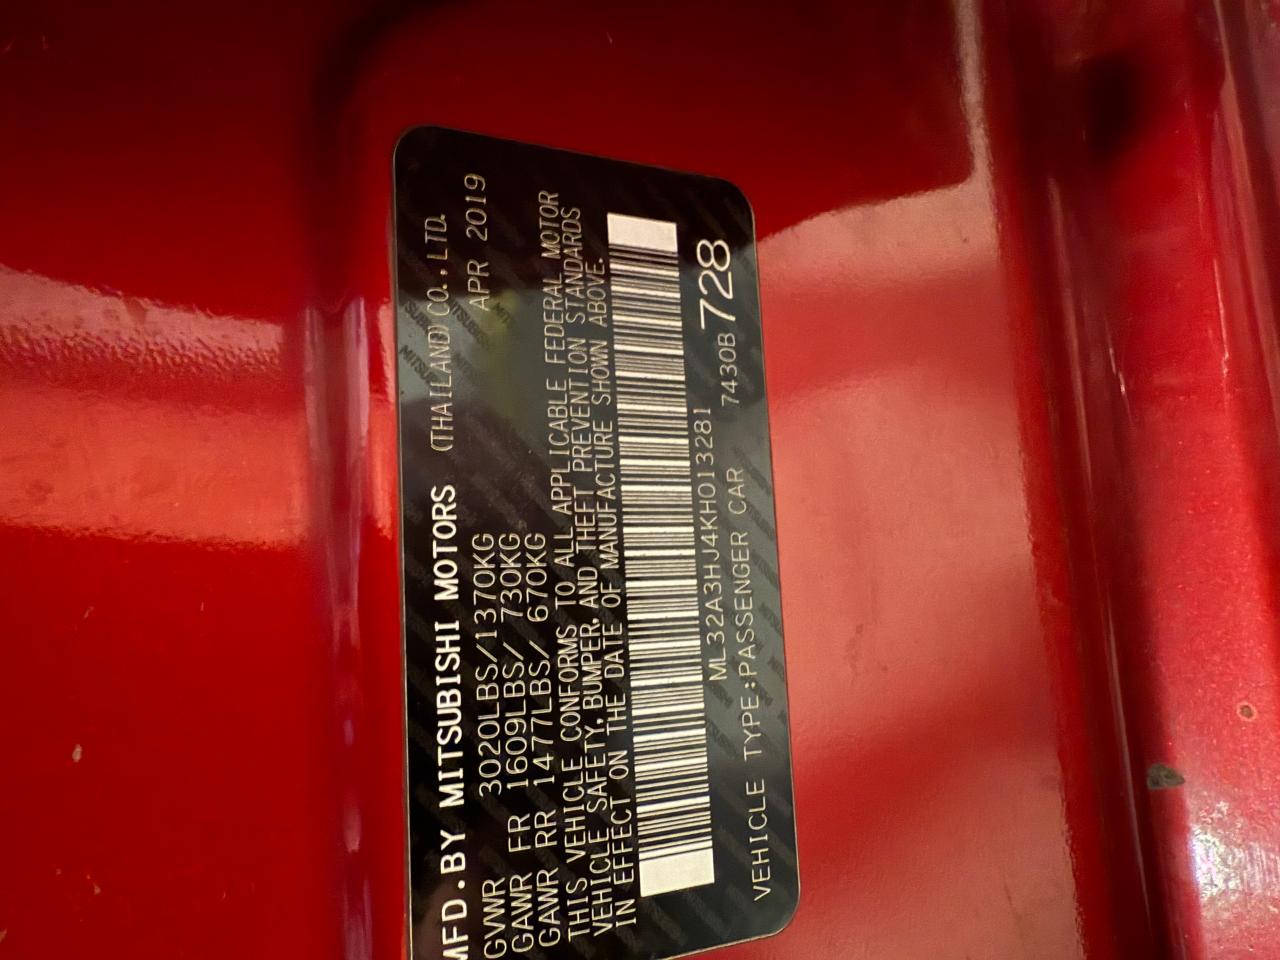 MFD.BY MITSUBISHI MOTORS (THAILAND) CO.,LTD.
GVWR 3020LBS/1370KG APR 2019
GAWR FR 1609LBS/ 730KG
GAWR RR 1477LBS/ 670KG
THIS VEHICLE CONFORMS TO ALL APPLICABLE FEDERAL MOTOR
VEHICLE SAFETY, BUMPER, AND THEFT PREVENTION STANDARDS
IN EFFECT ON THE DATE OF MANUFACTURE SHOWN ABOVE.
ML32A3HJ4KH013281
VEHICLE TYPE:PASSENGER CAR 7430B728